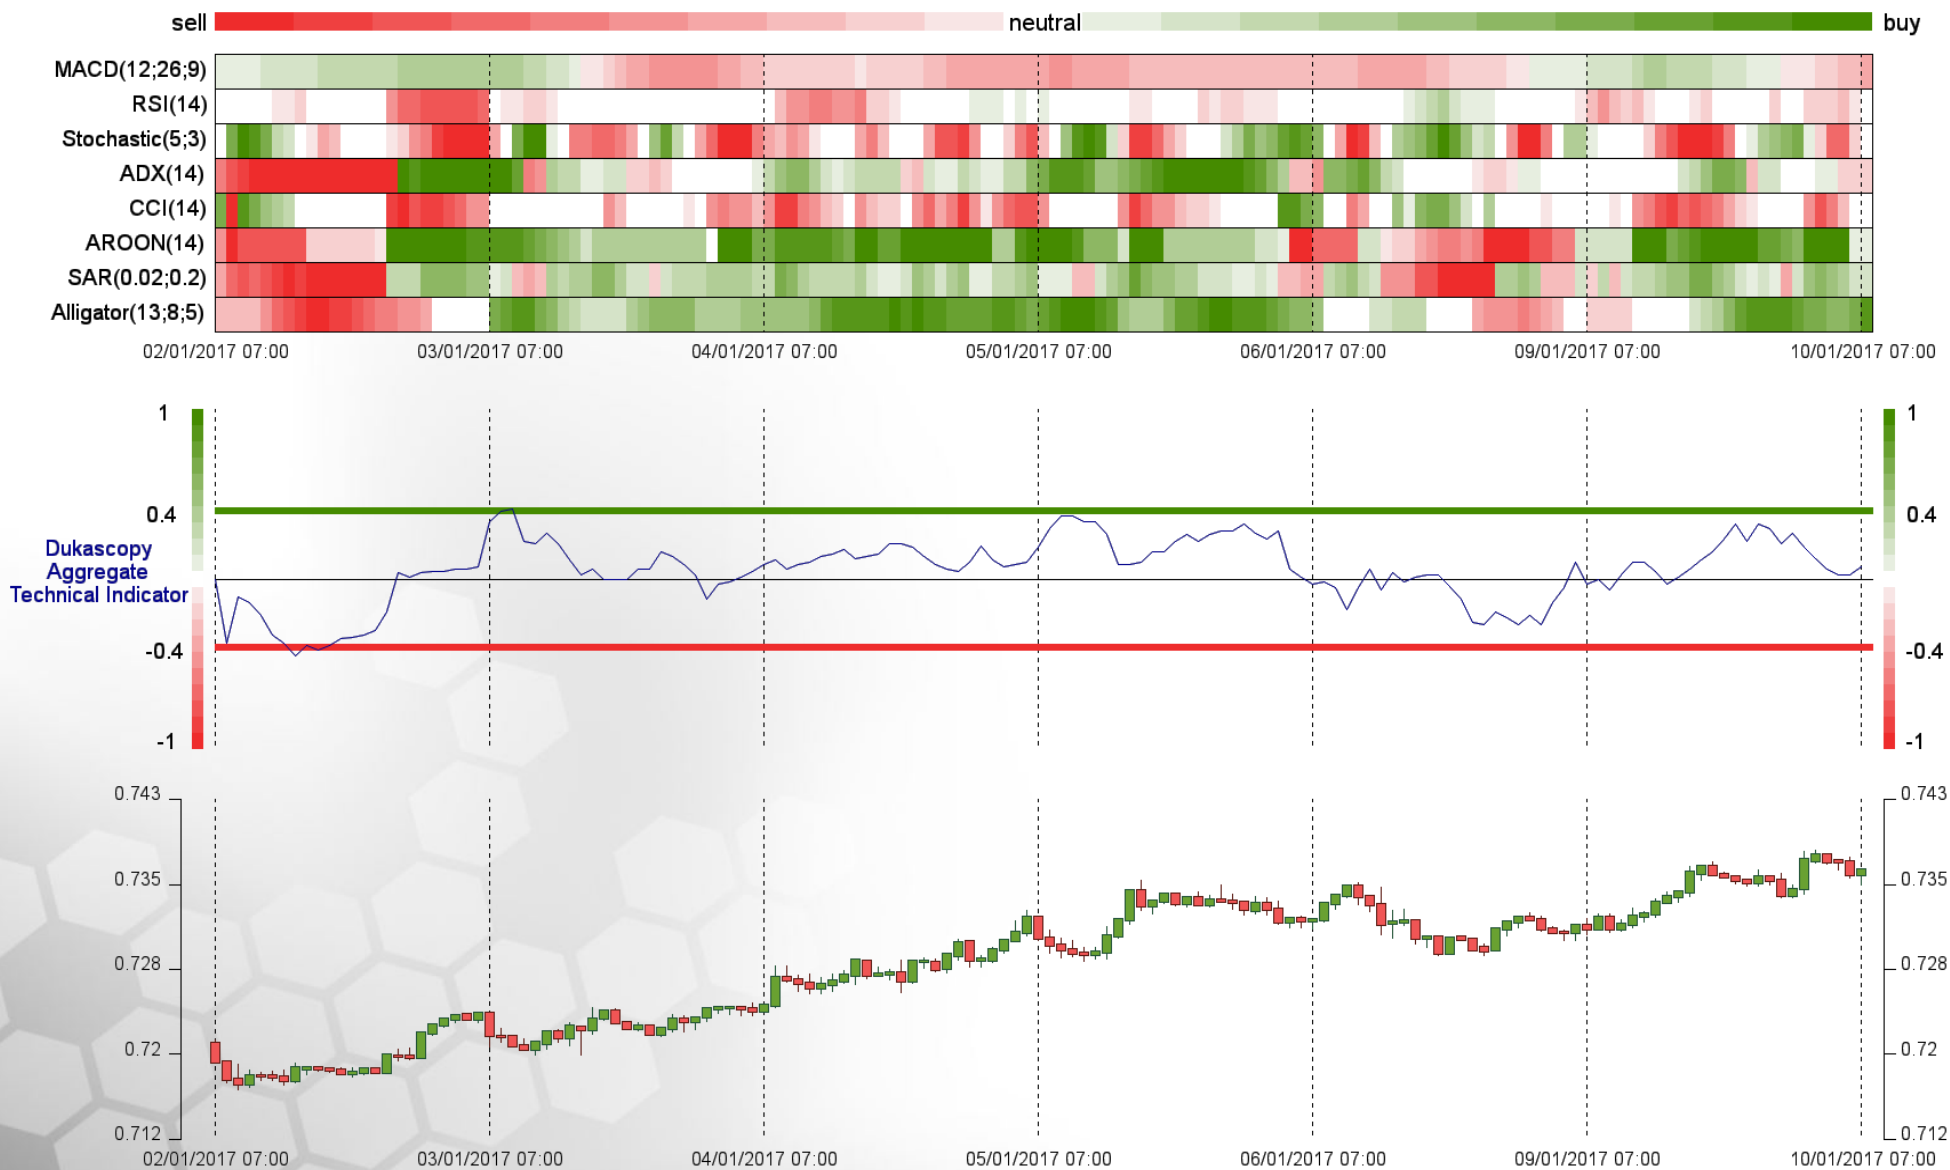 sell neutral buy
MACD(12;26;9)
RSI(14)
Stochastic(5;3)
ADX(14)
CCI(14)
AROON(14)
SAR(0.02;0.2)
Alligator(13;8;5)
02/01/2017 07:00 03/01/2017 07:00 04/01/2017 07:00 05/01/2017 07:00 06/01/2017 07:00 09/01/2017 07:00 10/01/2017 07:00
1 1
0.4 0.4
Dukascopy
Aggregate
Technical Indicator
-0.4 -0.4
-1 -1
0.743 0.743
0.735 0.735
0.728 0.728
0.72 0.72
0.712 0.712
02/01/2017 07:00 03/01/2017 07:00 04/01/2017 07:00 05/01/2017 07:00 06/01/2017 07:00 09/01/2017 07:00 10/01/2017 07:00